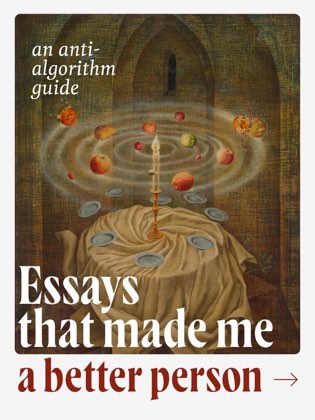 an anti-
algorithm
guide
Essays
that made me
a better person →